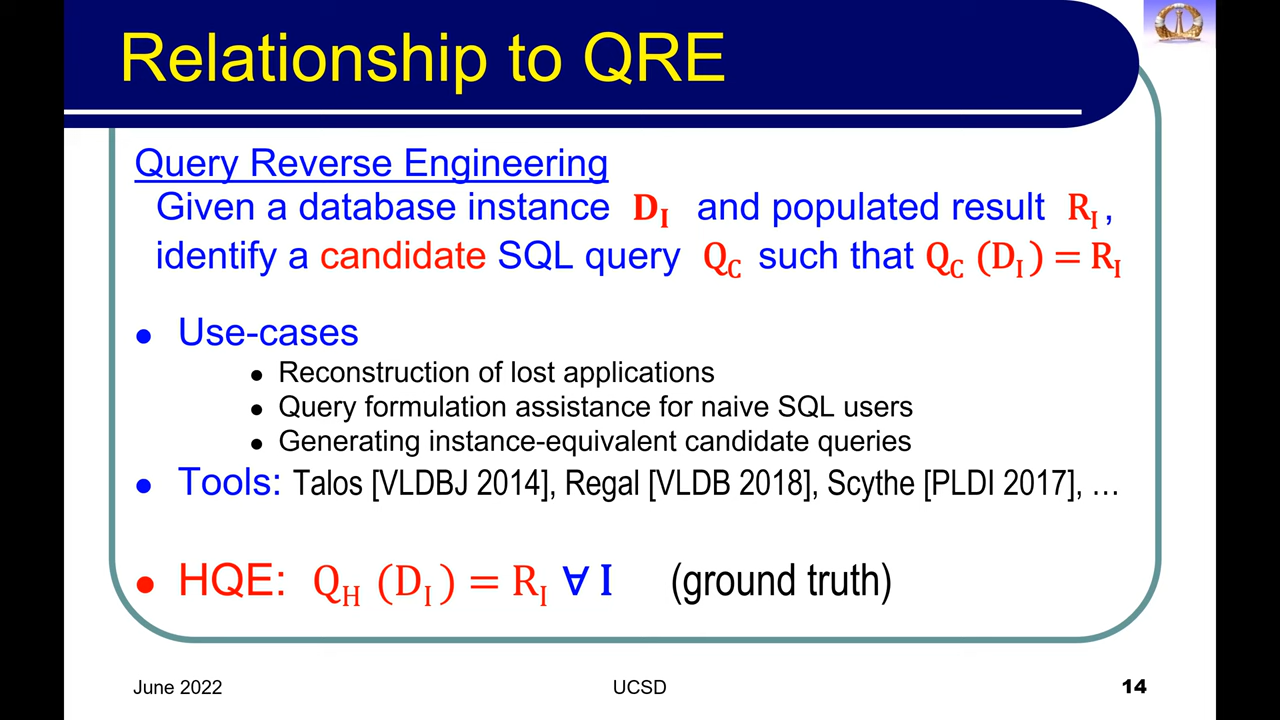 Relationship to QRE
Query Reverse Engineering
Given a database instance D_I and populated result R_I,
identify a candidate SQL query Q_C such that Q_C (D_I) = R_I
● Use-cases
● Reconstruction of lost applications
● Query formulation assistance for naive SQL users
● Generating instance-equivalent candidate queries
● Tools: Talos [VLDBJ 2014], Regal [VLDB 2018], Scythe [PLDI 2017], …
● HQE: Q_H (D_I) = R_I ∀ I (ground truth)
June 2022 UCSD 14